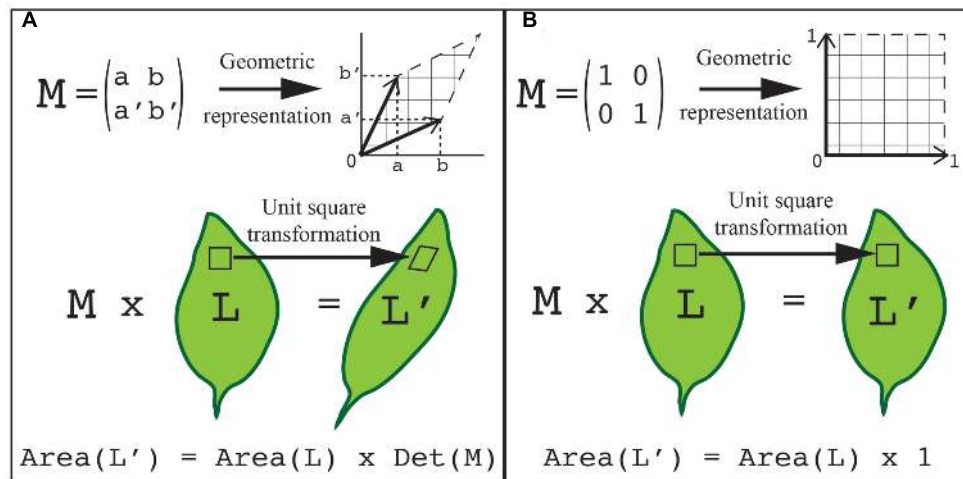 A
M = (a b
a'b')
Geometric
representation
b'
a'
0
a
b
Unit square
transformation
M x L = L'
Area(L') = Area(L) x Det(M)
B
M = (1 0
0 1)
Geometric
representation
1
0
1
Unit square
transformation
M x L = L'
Area(L') = Area(L) x 1